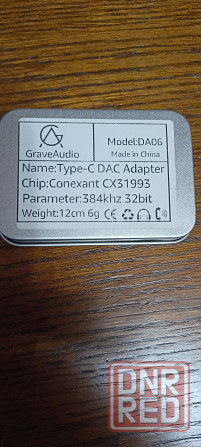 GraveAudio
Model:DA06
Made in China
Name:Type-C DAC Adapter
Chip:Conexant CX31993
Parameter:384khz 32bit
Weight:12cm 6g CE
DNR
RED